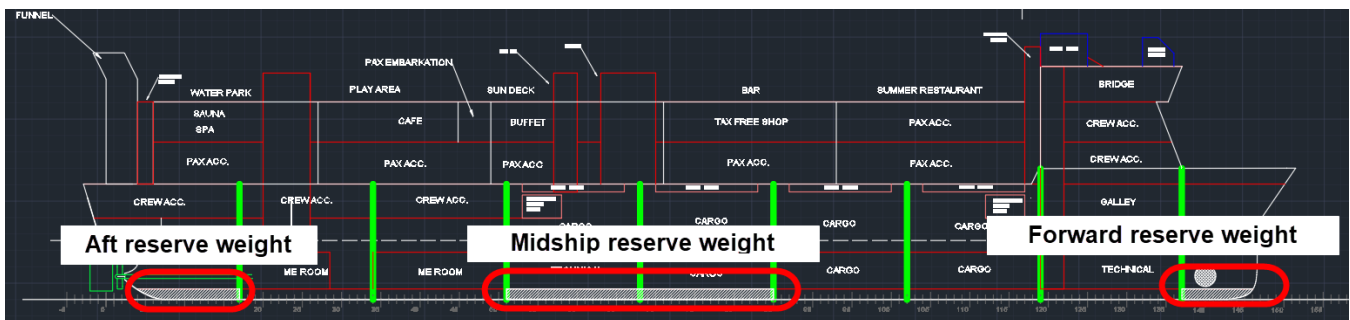 FUNNEL
PAX EMBARKATION
WATER PARK
PLAY AREA
SUN DECK
BAR
SUMMER RESTAURANT
BRIDGE
SAUNA
SPA
CAFE
BUFFET
TAX FREE SHOP
PAX ACC.
CREW ACC.
PAX ACC.
PAX ACC.
PAX ACC
PAX ACC.
PAX ACC.
CREW ACC.
CREW ACC.
CREW ACC.
CREW ACC.
GALLEY
CARGO
CARGO
CARGO
CARGO
Aft reserve weight
Midship reserve weight
Forward reserve weight
ME ROOM
ME ROOM
CARGO
CARGO
CARGO
TECHNICAL
0 20 120